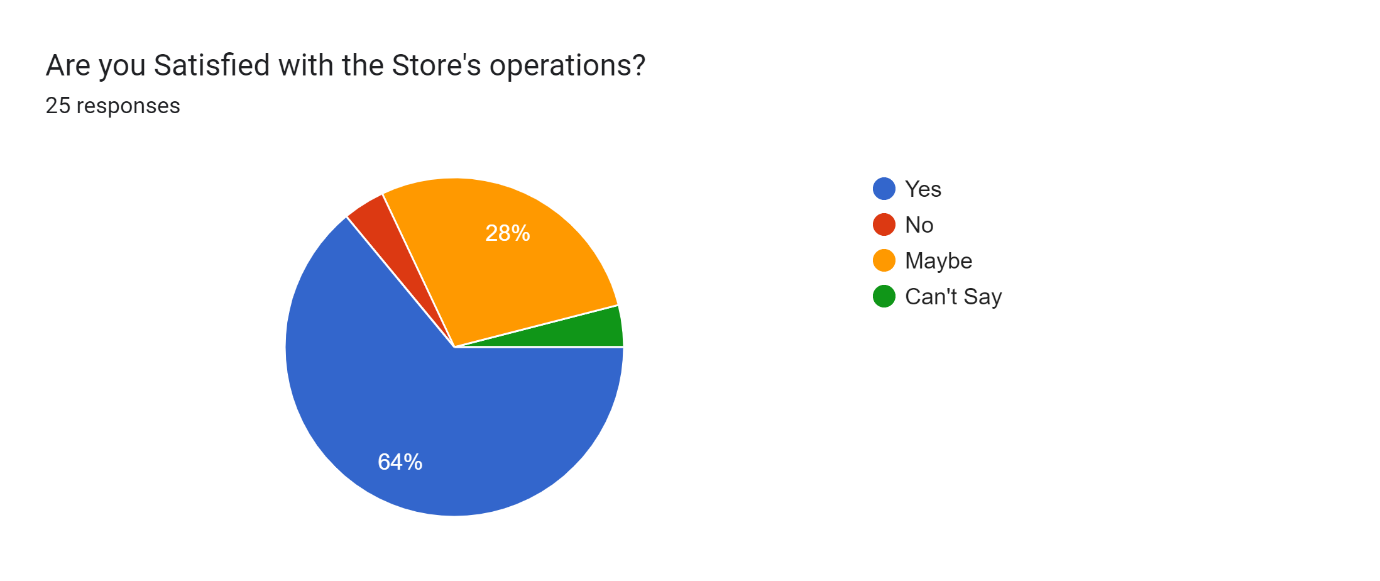 Are you Satisfied with the Store's operations?
25 responses
28%
64%
Yes
No
Maybe
Can't Say